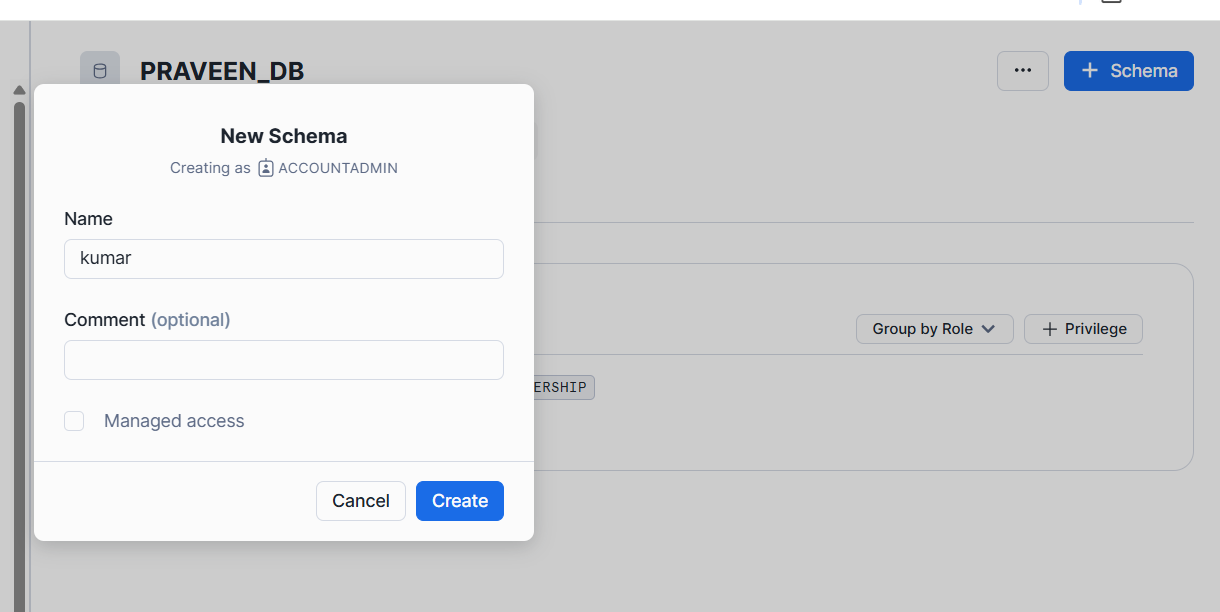 PRAVEEN_DB
... + Schema
New Schema
Creating as ACCOUNTADMIN
Name
kumar
Comment (optional)
Group by Role
+ Privilege
ERSHIP
Managed access
Cancel
Create